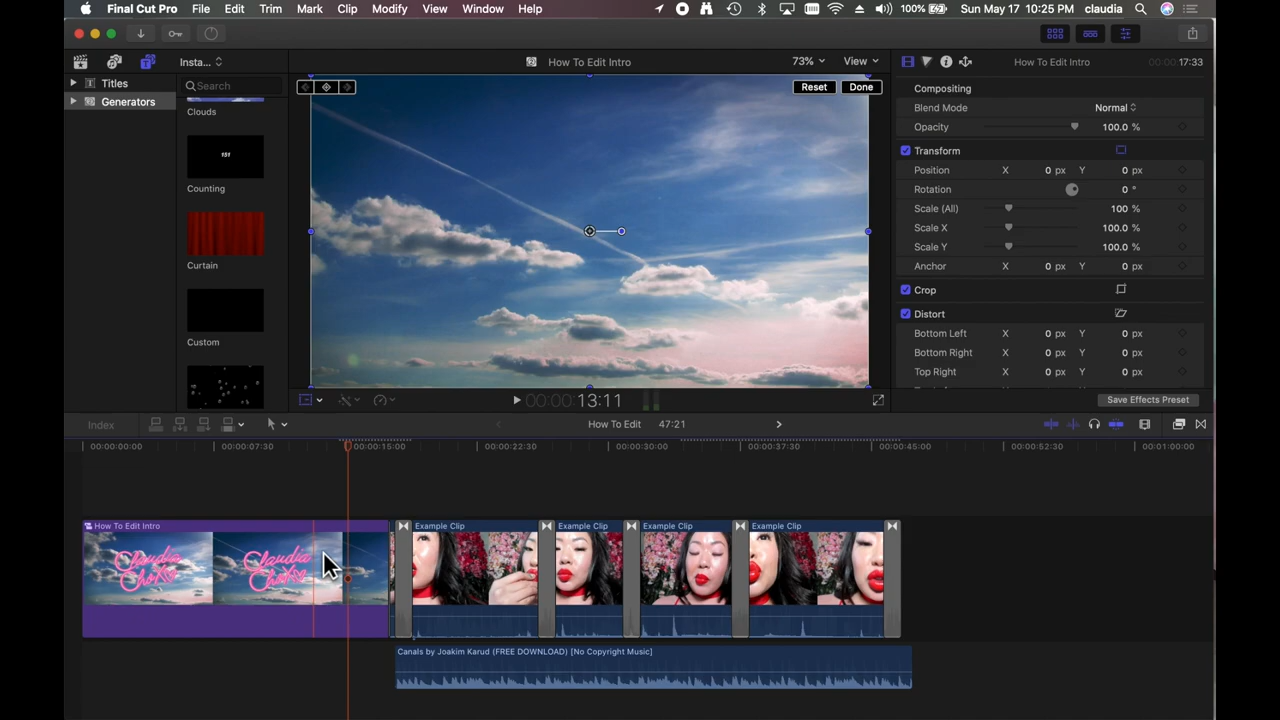 Final Cut Pro File Edit Trim Mark Clip Modify View Window Help 100% Sun May 17 10:25 PM claudia
Insta... How To Edit Intro 73% View How To Edit Intro 00:00:17:33
Titles
Generators
Search
Clouds
151
Counting
Curtain
Custom
Reset Done
Compositing
Blend Mode Normal
Opacity 100.0 %
Transform
Position X 0 px Y 0 px
Rotation 0 °
Scale (All) 100 %
Scale X 100.0 %
Scale Y 100.0 %
Anchor X 0 px Y 0 px
Crop
Distort
Bottom Left X 0 px Y 0 px
Bottom Right X 0 px Y 0 px
Top Right X 0 px Y 0 px
00:00:13:11
Save Effects Preset
Index How To Edit 47:21
00:00:00:00 00:00:07:30 00:00:15:00 00:00:22:30 00:00:30:00 00:00:37:30 00:00:45:00 00:00:52:30 00:01:00:00
How To Edit Intro Example Clip Example Clip Example Clip Example Clip
Claudia Claudia
Canals by Joakim Karud (FREE DOWNLOAD) [No Copyright Music]